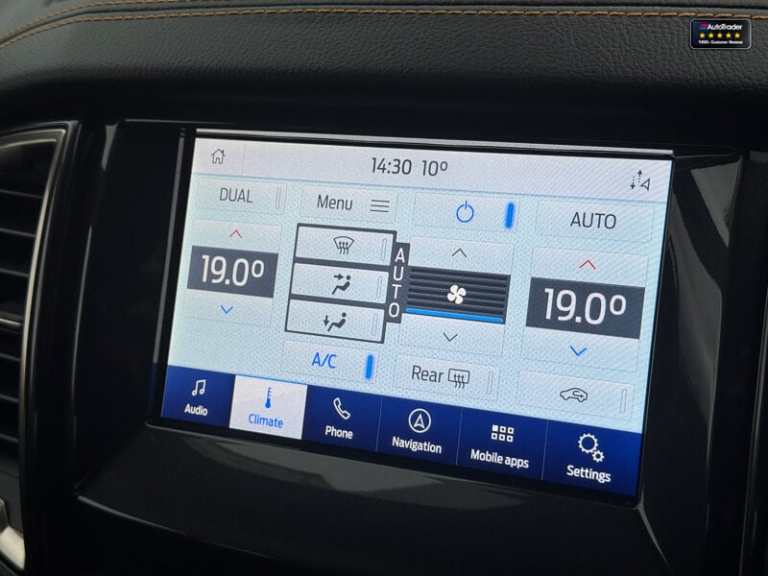 AutoTrader
14:30 10°
DUAL
Menu
AUTO
19.0°
AUTO
19.0°
A/C
Rear
Audio
Climate
Phone
Navigation
Mobile apps
Settings